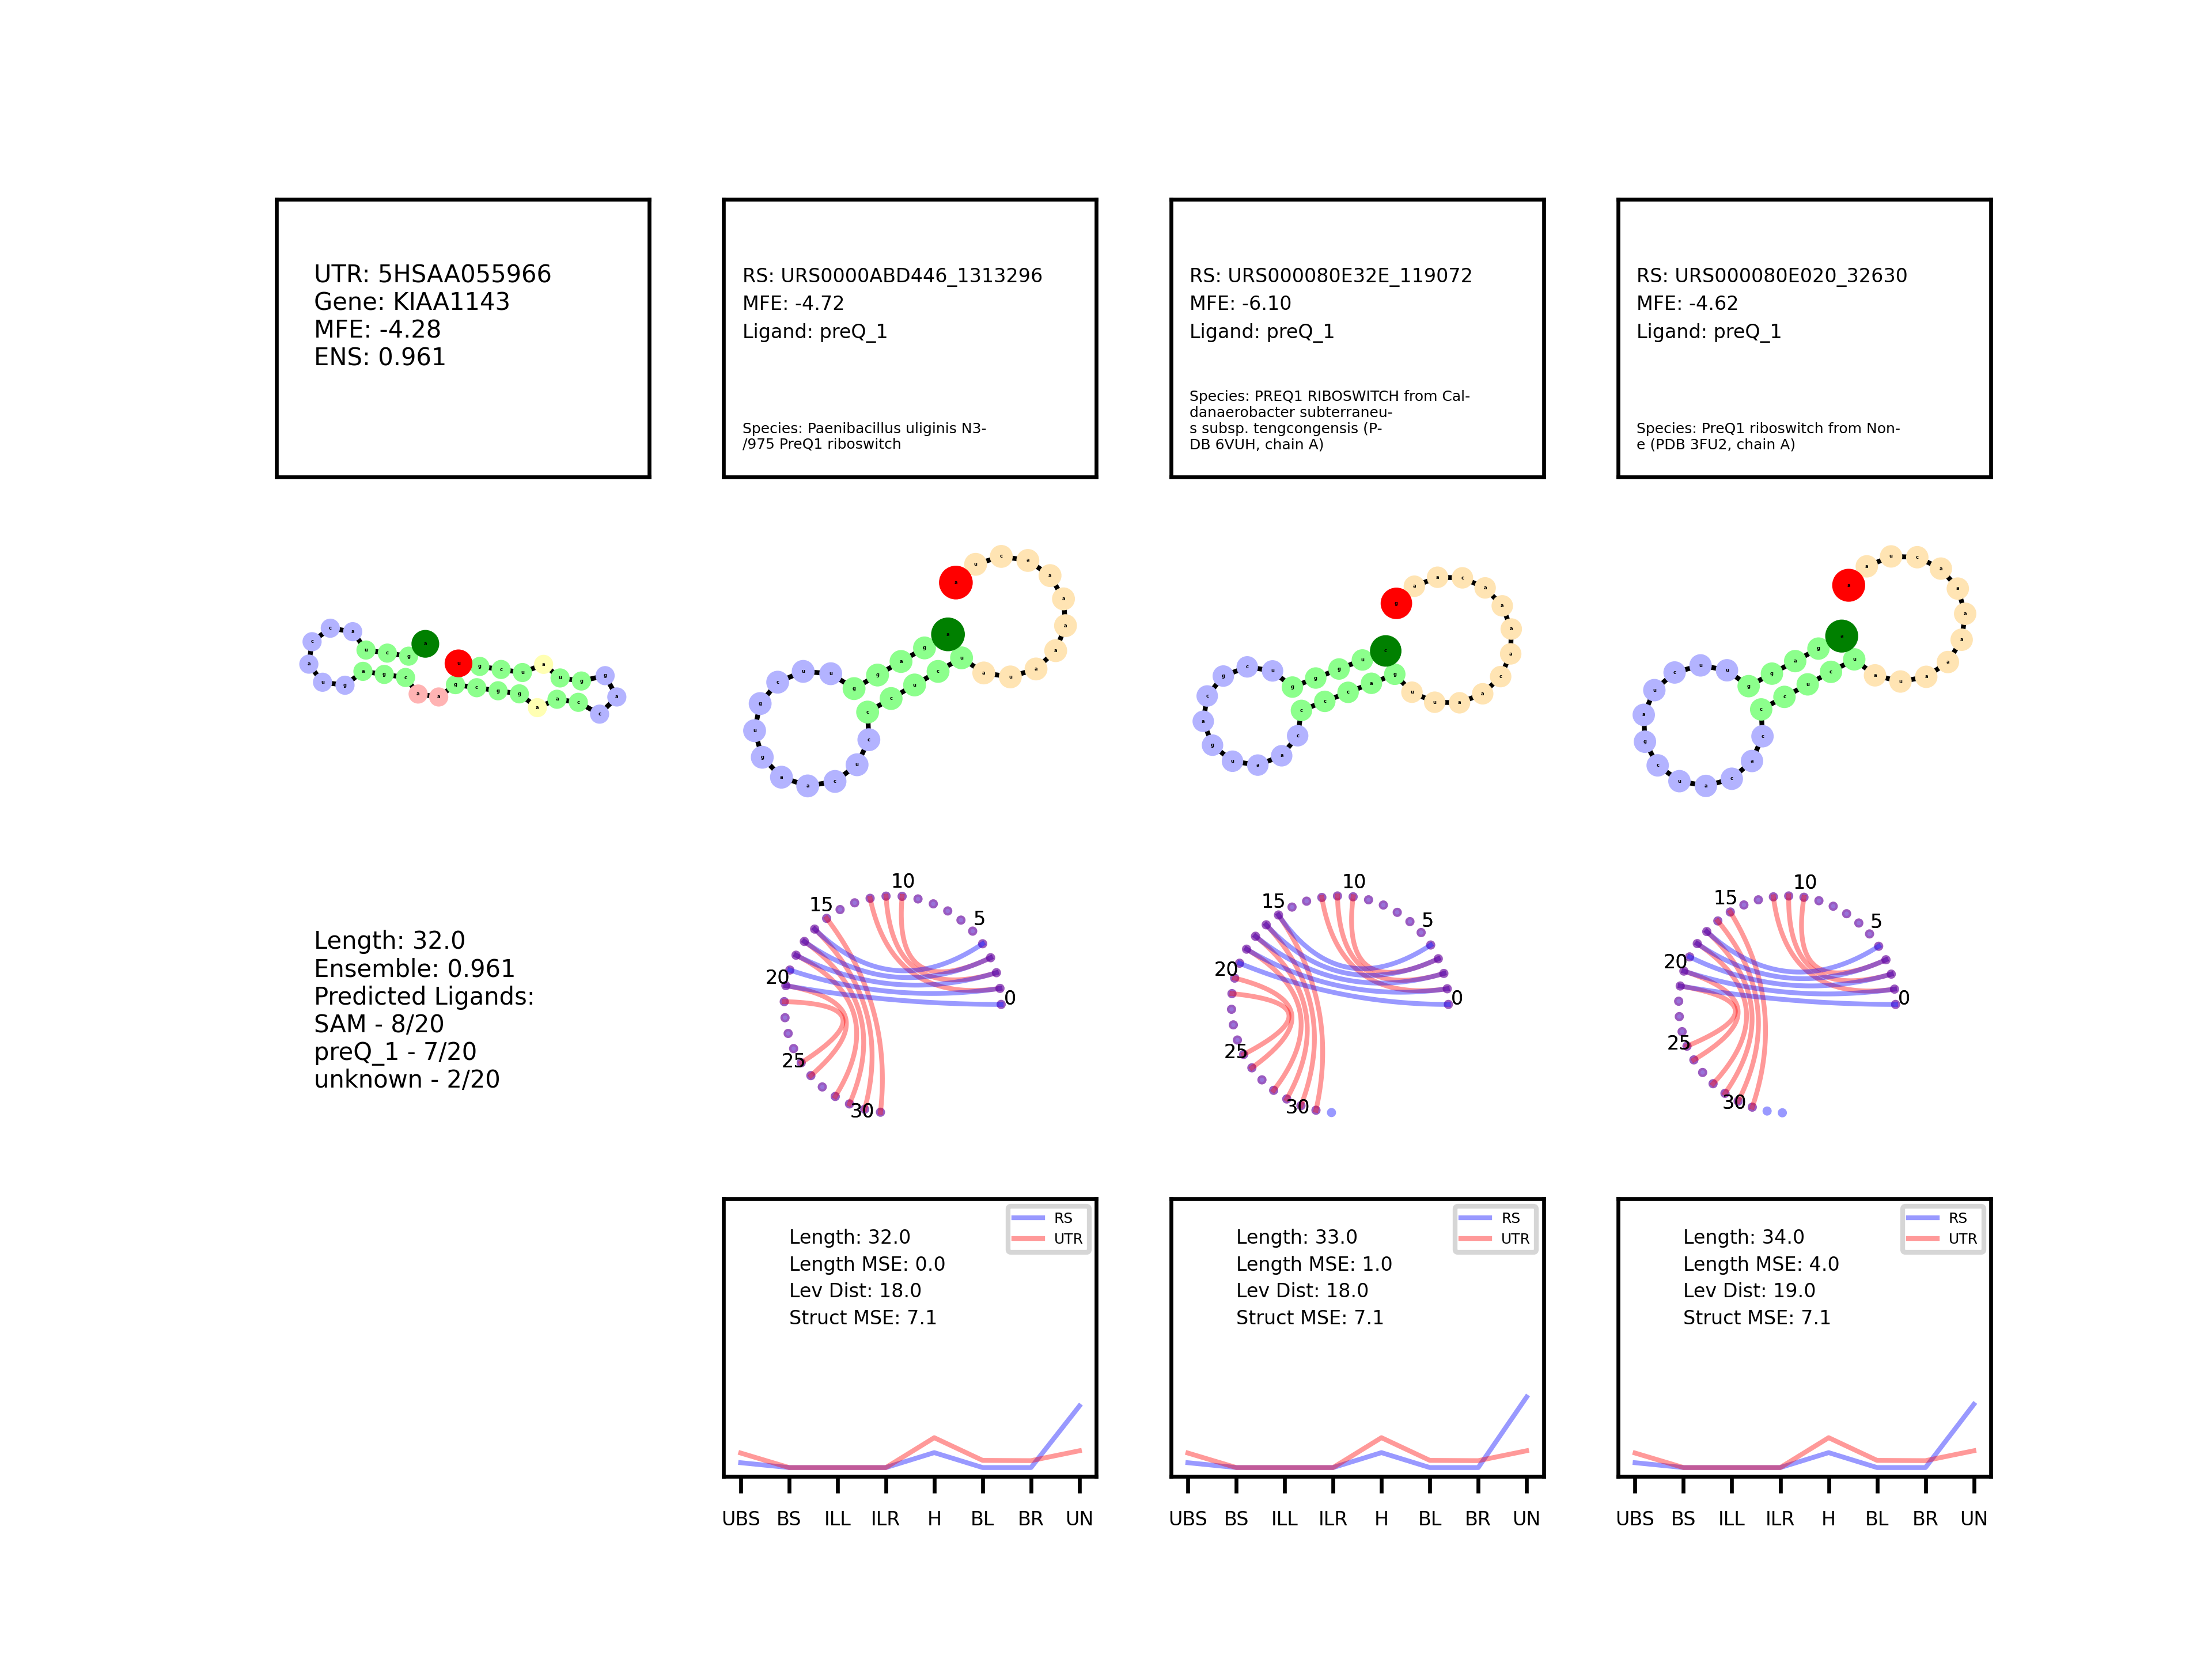 UTR: 5HSAA055966
Gene: KIAA1143
MFE: -4.28
ENS: 0.961
RS: URS0000ABD446_1313296
MFE: -4.72
Ligand: preQ_1
Species: Paenibacillus uliginis N3-
/975 PreQ1 riboswitch
RS: URS000080E32E_119072
MFE: -6.10
Ligand: preQ_1
Species: PREQ1 RIBOSWITCH from Cal-
danaerobacter subterraneu-
s subsp. tengcongensis (P-
DB 6VUH, chain A)
RS: URS000080E020_32630
MFE: -4.62
Ligand: preQ_1
Species: PreQ1 riboswitch from Non-
e (PDB 3FU2, chain A)
Length: 32.0
Ensemble: 0.961
Predicted Ligands:
SAM - 8/20
preQ_1 - 7/20
unknown - 2/20
0
5
10
15
20
25
30
0
5
10
15
20
25
30
0
5
10
15
20
25
30
RS
UTR
Length: 32.0
Length MSE: 0.0
Lev Dist: 18.0
Struct MSE: 7.1
UBS BS ILL ILR H BL BR UN
RS
UTR
Length: 33.0
Length MSE: 1.0
Lev Dist: 18.0
Struct MSE: 7.1
UBS BS ILL ILR H BL BR UN
RS
UTR
Length: 34.0
Length MSE: 4.0
Lev Dist: 19.0
Struct MSE: 7.1
UBS BS ILL ILR H BL BR UN